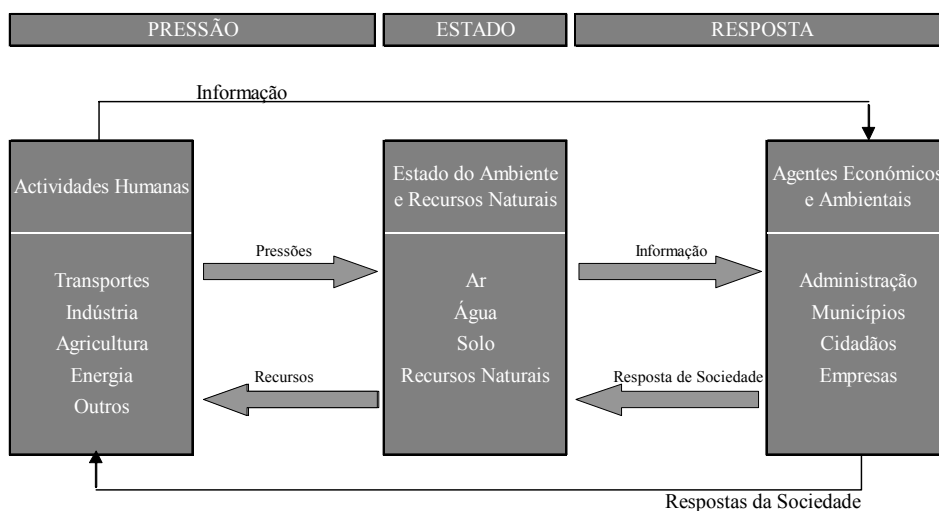 PRESSÃO
ESTADO
RESPOSTA
Informação
Actividades Humanas
Transportes
Indústria
Agricultura
Energia
Outros
Pressões
Recursos
Estado do Ambiente
e Recursos Naturais
Ar
Água
Solo
Recursos Naturais
Informação
Resposta de Sociedade
Agentes Económicos
e Ambientais
Administração
Municípios
Cidadãos
Empresas
Respostas da Sociedade